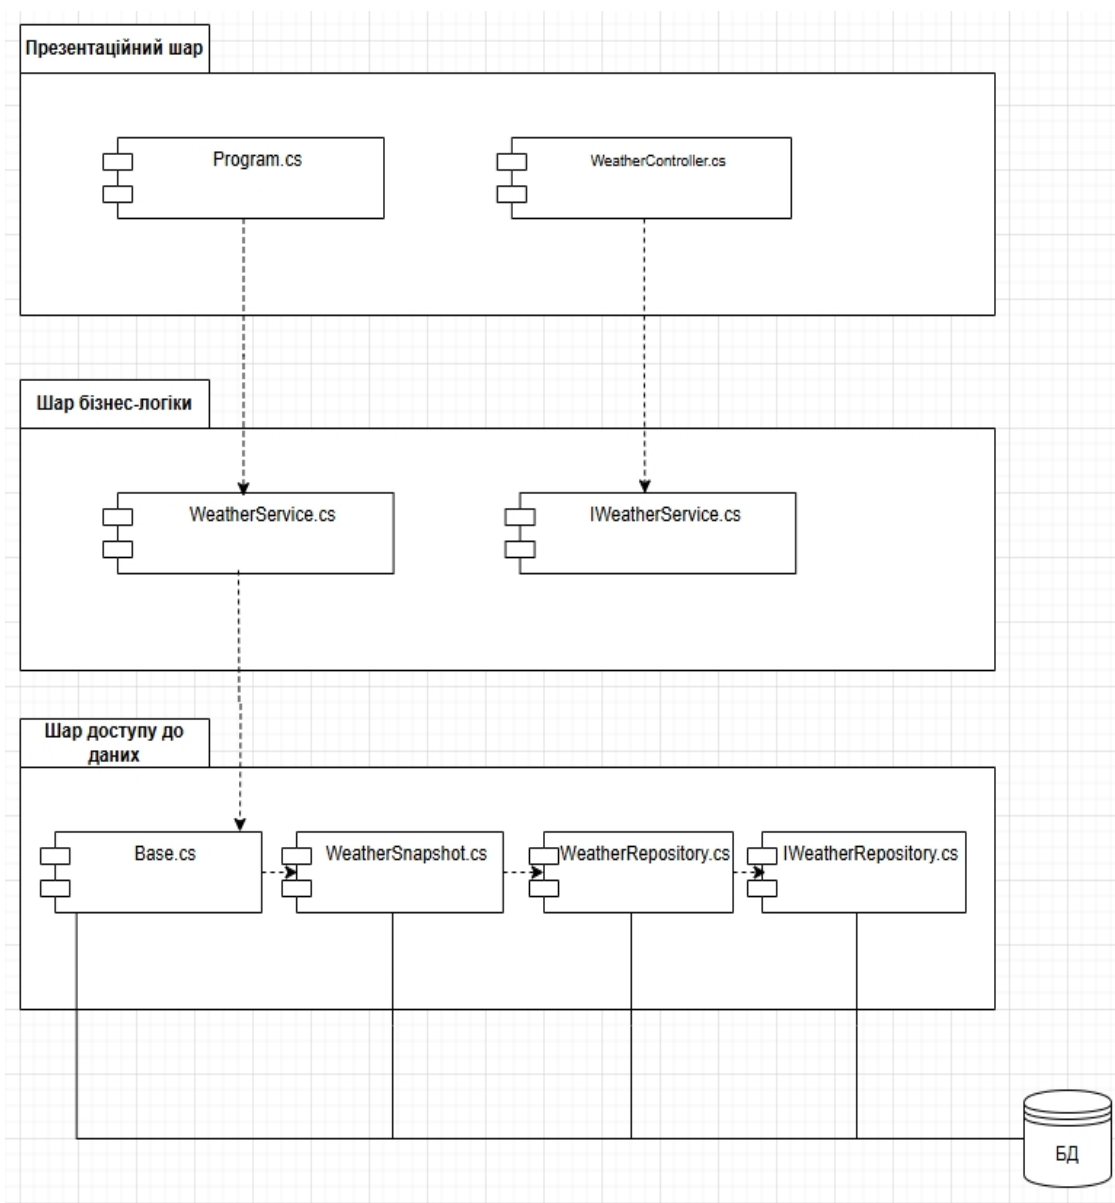 Презентаційний шар
Program.cs
WeatherController.cs
Шар бізнес-логіки
WeatherService.cs
IWeatherService.cs
Шар доступу до
даних
Base.cs
WeatherSnapshot.cs
WeatherRepository.cs
IWeatherRepository.cs
БД